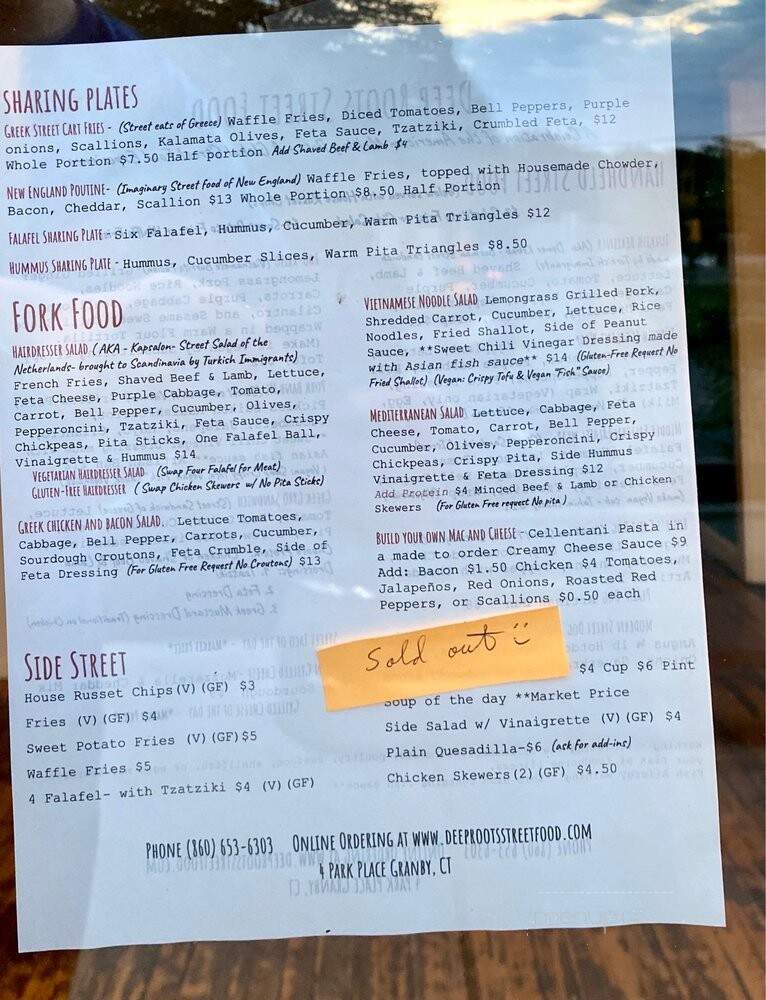 SHARING PLATES
GREEK STREET CART FRIES - (Street eats of Greece) Waffle Fries, Diced Tomatoes, Bell Peppers, Purple
onions, Scallions, Kalamata Olives, Feta Sauce, Tzatziki, Crumbled Feta, $12
Whole Portion $7.50 Half portion Add Shaved Beef & Lamb $4
NEW ENGLAND POUTINE- (Imaginary Street food of New England) Waffle Fries, topped with Housemade Chowder,
Bacon, Cheddar, Scallion $13 Whole Portion $8.50 Half Portion
FALAFEL SHARING PLATE - Six Falafel, Hummus, Cucumber, Warm Pita Triangles $12
HUMMUS SHARING PLATE - Hummus, Cucumber Slices, Warm Pita Triangles $8.50
FORK FOOD
HAIRDRESSER SALAD (AKA - Kapsalon- Street Salad of the
Netherlands- brought to Scandinavia by Turkish Immigrants)
French Fries, Shaved Beef & Lamb, Lettuce,
Feta Cheese, Purple Cabbage, Tomato,
Carrot, Bell Pepper, Cucumber, Olives,
Pepperoncini, Tzatziki, Feta Sauce, Crispy
Chickpeas, Pita Sticks, One Falafel Ball,
Vinaigrette & Hummus $14
VEGETARIAN HAIRDRESSER SALAD (Swap Four Falafel for Meat)
GLUTEN-FREE HAIRDRESSER (Swap Chicken Skewers w/ No Pita Sticks)
GREEK CHICKEN AND BACON SALAD. Lettuce Tomatoes,
Cabbage, Bell Pepper, Carrots, Cucumber,
Sourdough Croutons, Feta Crumble, Side of
Feta Dressing (For Gluten Free Request No Croutons) $13
VIETNAMESE NOODLE SALAD Lemongrass Grilled Pork,
Shredded Carrot, Cucumber, Lettuce, Rice
Noodles, Fried Shallot, Side of Peanut
Sauce, **Sweet Chili Vinegar Dressing made
with Asian fish sauce** $14 (Gluten-Free Request No
Fried Shallot) (Vegan: Crispy Tofu & Vegan "Fish" Sauce)
MEDITERRANEAN SALAD Lettuce, Cabbage, Feta
Cheese, Tomato, Carrot, Bell Pepper,
Cucumber, Olives, Pepperoncini, Crispy
Chickpeas, Crispy Pita, Side Hummus
Vinaigrette & Feta Dressing $12
Add Protein $4 Minced Beef & Lamb or Chicken
Skewers (For Gluten Free request No pita)
BUILD YOUR OWN MAC AND CHEESE - Cellentani Pasta in
a made to order Creamy Cheese Sauce $9
Add: Bacon $1.50 Chicken $4 Tomatoes,
Jalapeños, Red Onions, Roasted Red
Peppers, or Scallions $0.50 each
SIDE STREET
House Russet Chips (V) (GF) $3
Fries (V) (GF) $4
Sweet Potato Fries (V) (GF) $5
Waffle Fries $5
4 Falafel- with Tzatziki $4 (V) (GF)
Sold out
$4 Cup $6 Pint
Soup of the day **Market Price
Side Salad w/ Vinaigrette (V) (GF) $4
Plain Quesadilla-$6 (ask for add-ins)
Chicken Skewers (2) (GF) $4.50
PHONE (860) 653-6303 ONLINE ORDERING AT WWW.DEEPROOTSSTREETFOOD.COM
4 PARK PLACE GRANBY, CT